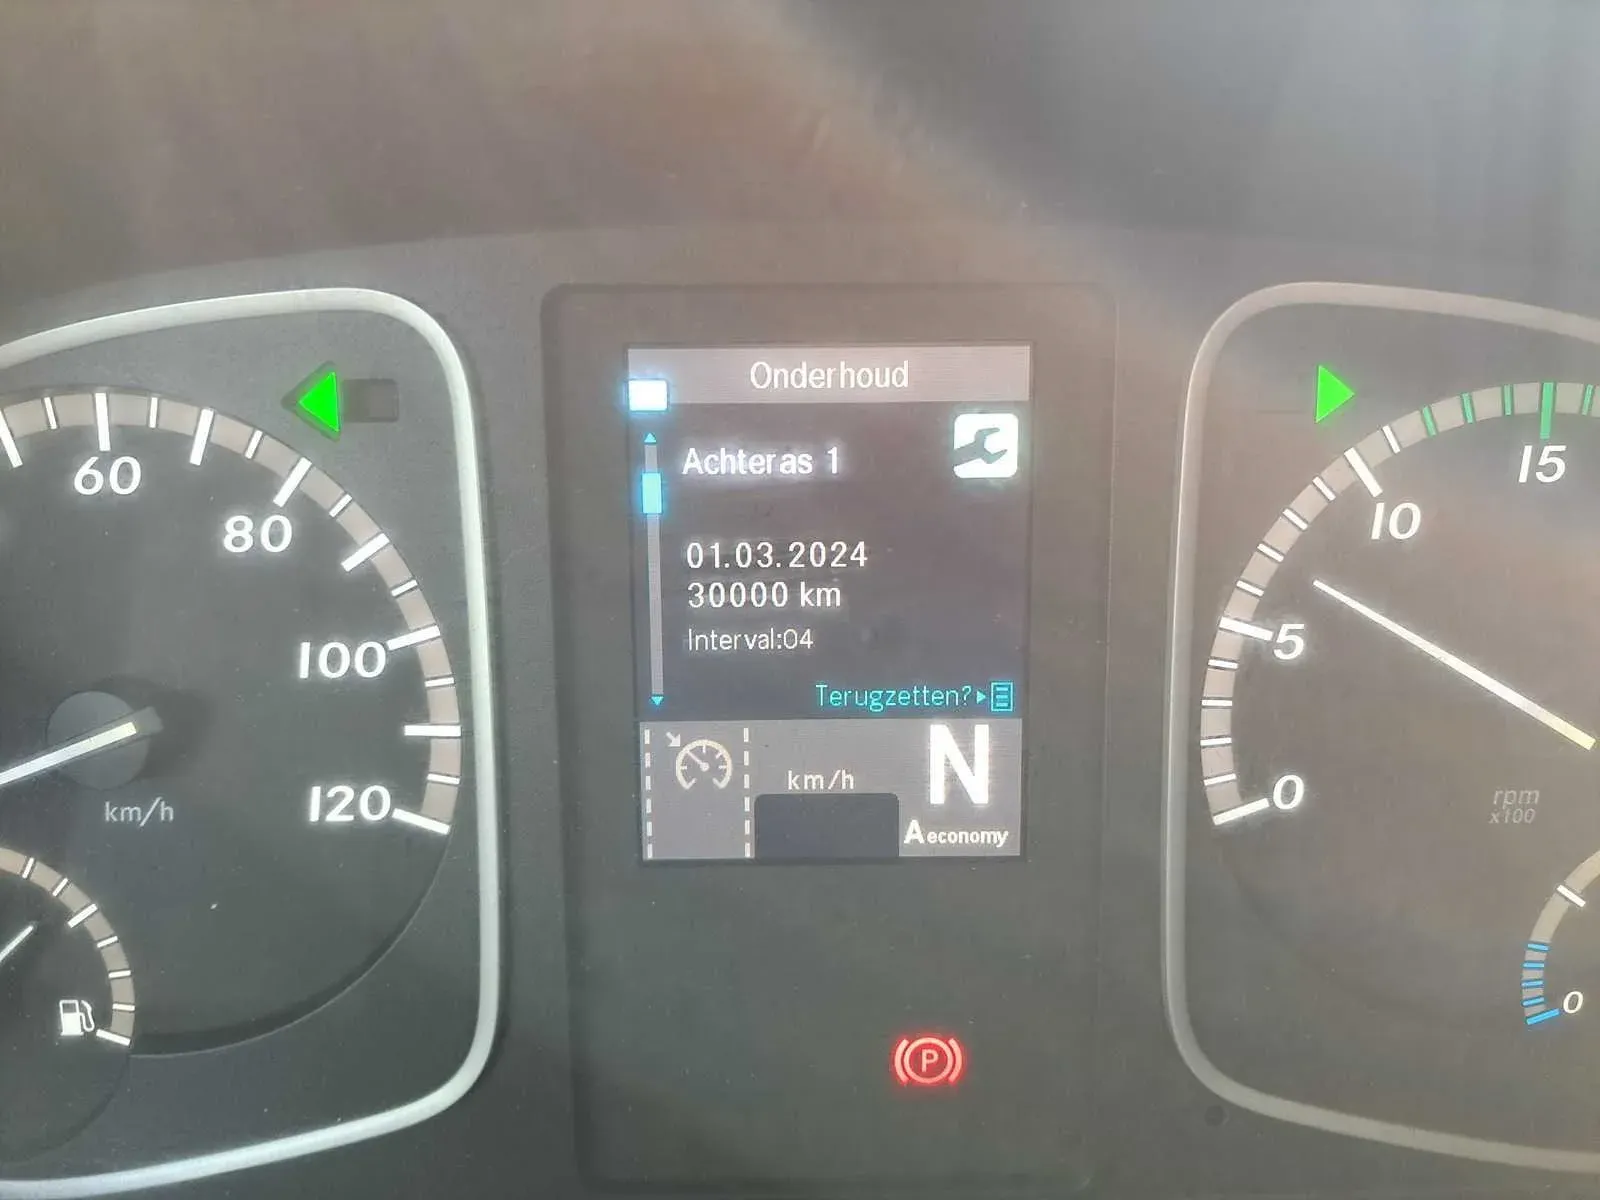 Onderhoud
Achteras 1
01.03.2024
30000 km
Interval:04
Terugzetten?
km/h
N
A economy
60
80
100
120
km/h
15
10
5
0
rpm
x100
0
P